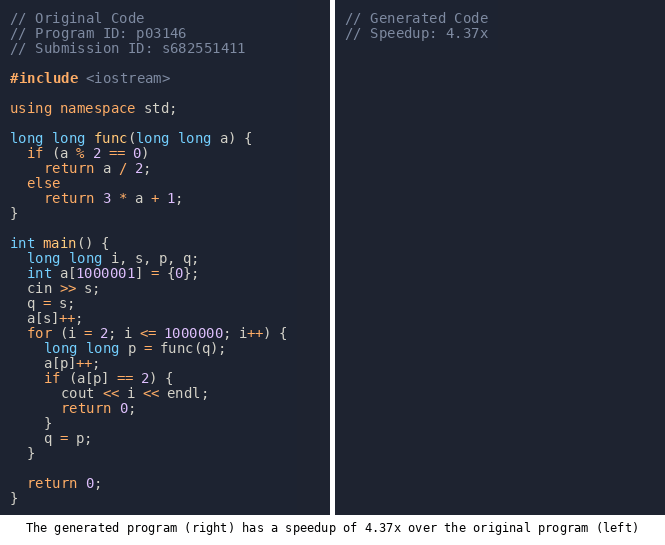 // Original Code
// Program ID: p03146
// Submission ID: s682551411

#include <iostream>

using namespace std;

long long func(long long a) {
  if (a % 2 == 0)
    return a / 2;
  else
    return 3 * a + 1;
}

int main() {
  long long i, s, p, q;
  int a[1000001] = {0};
  cin >> s;
  q = s;
  a[s]++;
  for (i = 2; i <= 1000000; i++) {
    long long p = func(q);
    a[p]++;
    if (a[p] == 2) {
      cout << i << endl;
      return 0;
    }
    q = p;
  }

  return 0;
}
// Generated Code
// Speedup: 4.37x
The generated program (right) has a speedup of 4.37x over the original program (left)